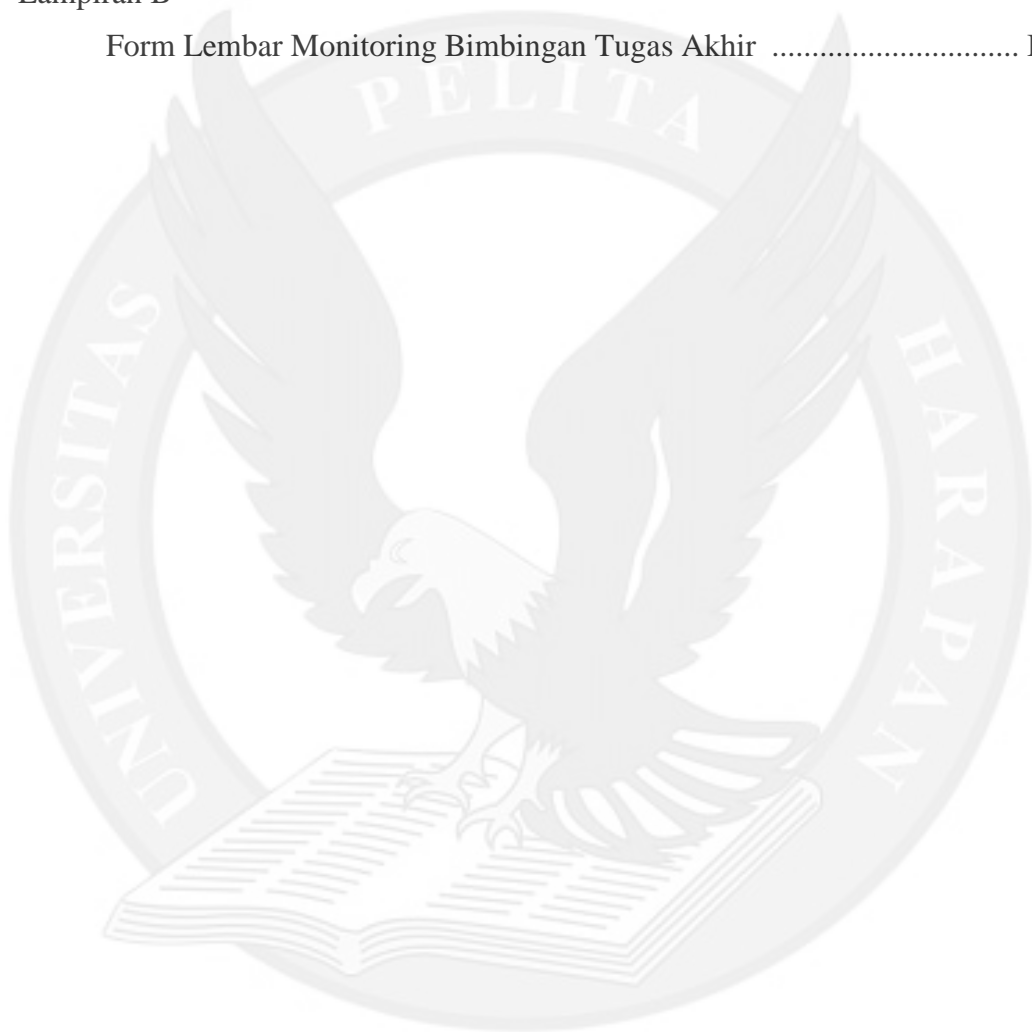 Lampiran B
Form Lembar Monitoring Bimbingan Tugas Akhir ...............................
PELITA
UNIVERSITAS
HARAPAN